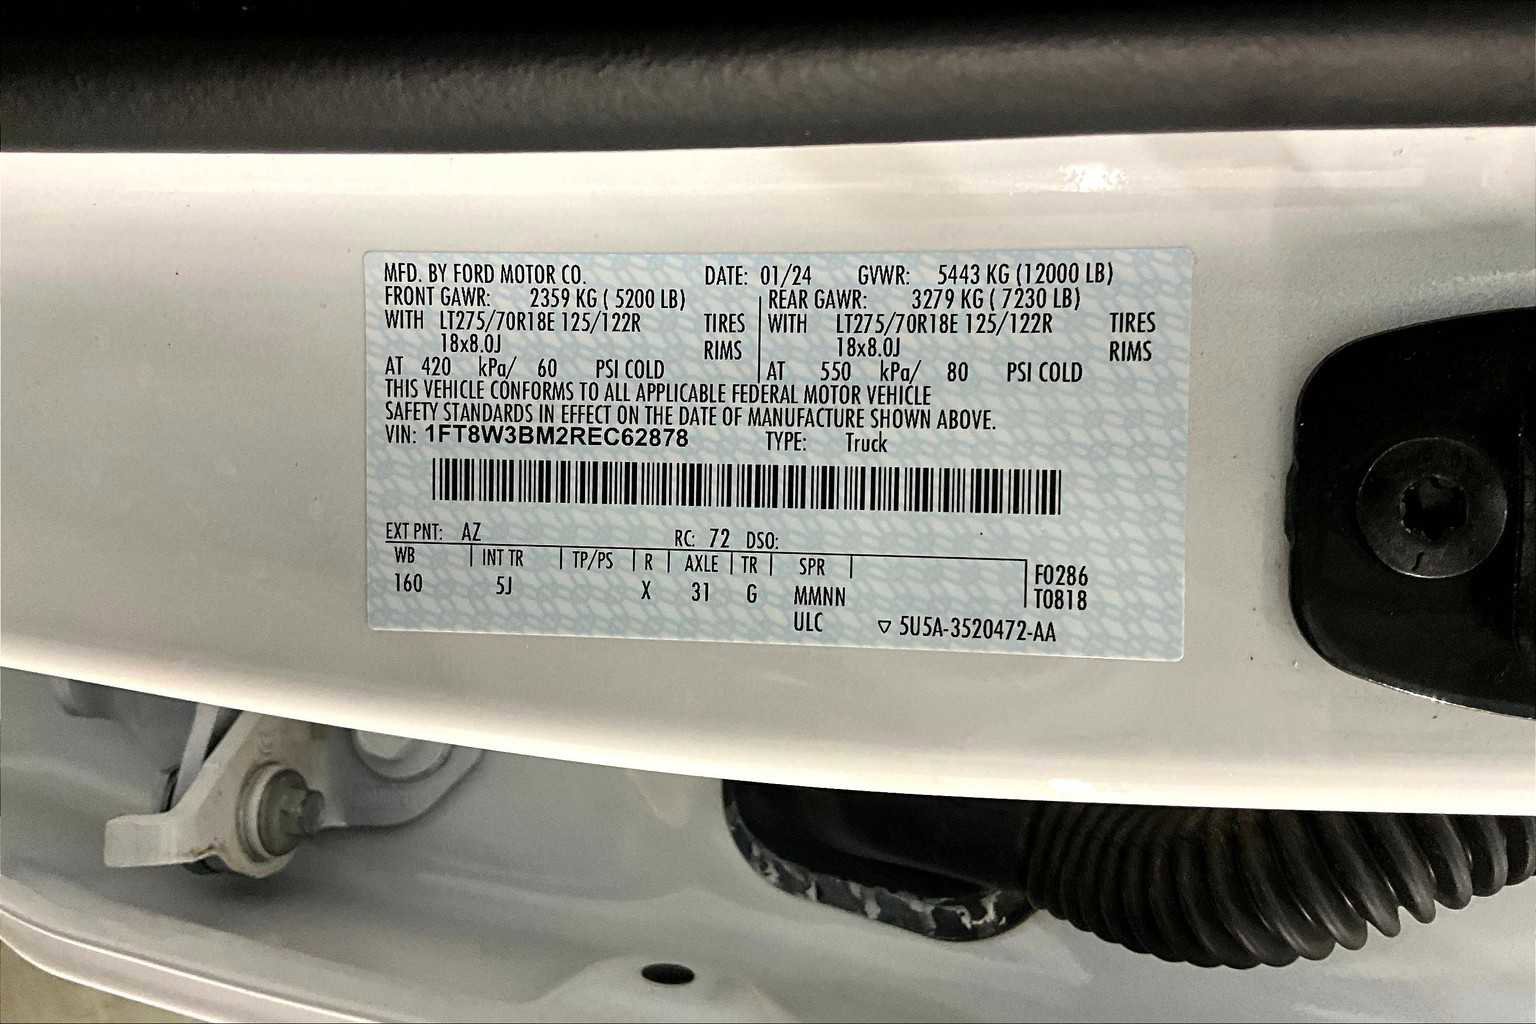 MFD. BY FORD MOTOR CO. DATE: 01/24 GVWR: 5443 KG (12000 LB)
FRONT GAWR: 2359 KG ( 5200 LB) REAR GAWR: 3279 KG ( 7230 LB)
WITH LT275/70R18E 125/122R TIRES WITH LT275/70R18E 125/122R TIRES
18x8.0J RIMS 18x8.0J RIMS
AT 420 kPa/ 60 PSI COLD AT 550 kPa/ 80 PSI COLD
THIS VEHICLE CONFORMS TO ALL APPLICABLE FEDERAL MOTOR VEHICLE
SAFETY STANDARDS IN EFFECT ON THE DATE OF MANUFACTURE SHOWN ABOVE.
VIN: 1FT8W3BM2REC62878 TYPE: Truck
EXT PNT: AZ RC: 72 DSO:
WB INT TR TP/PS R AXLE TR SPR F0286
160 5J X 31 G MMNN T0818
ULC ▽ 5U5A-3520472-AA